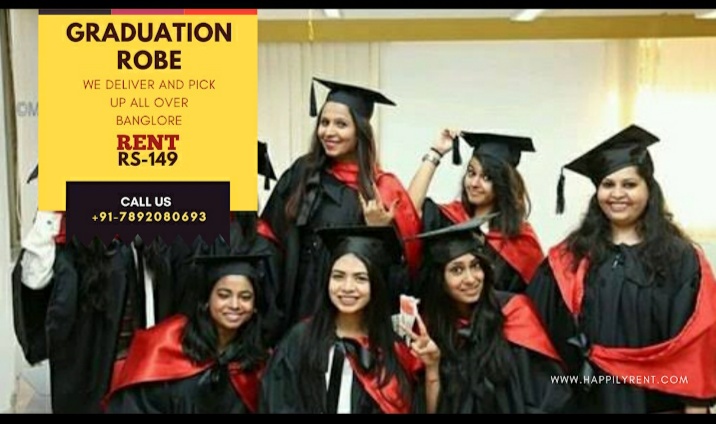 GRADUATION
ROBE
WE DELIVER AND PICK
UP ALL OVER
BANGLORE
RENT
RS-149
CALL US
+91-7892080693
WWW.HAPPILYRENT.COM